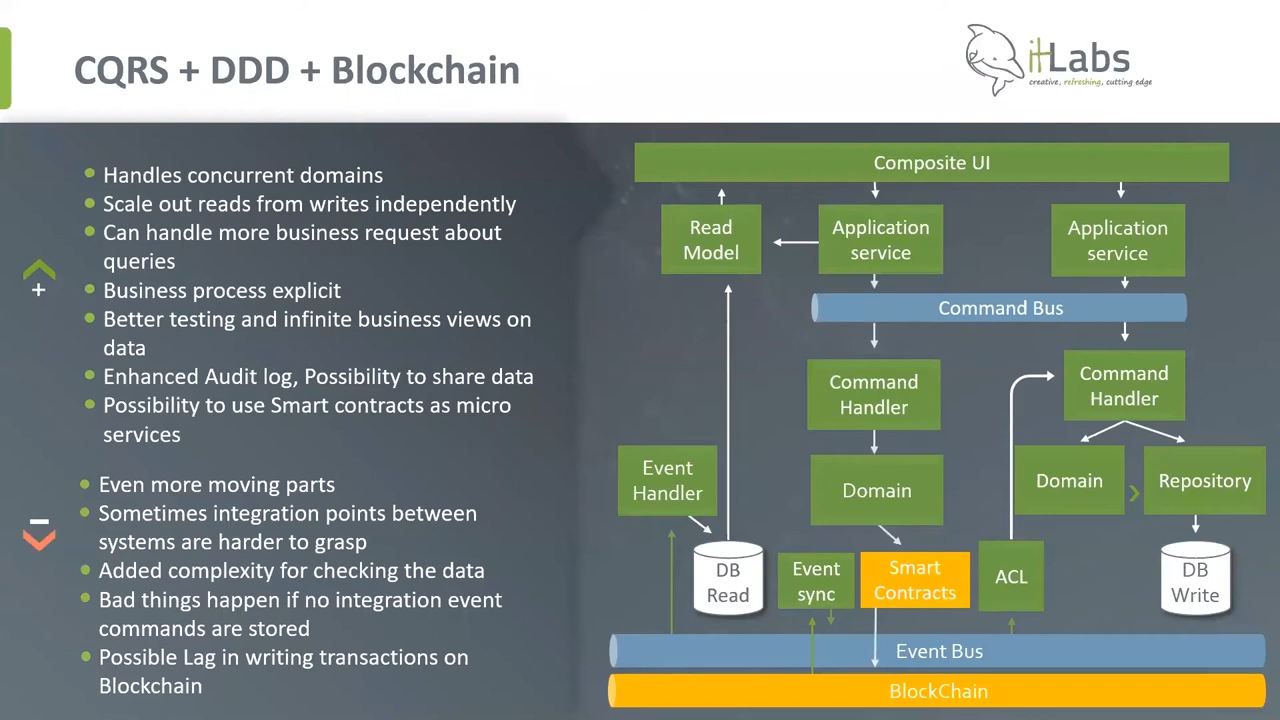 CQRS + DDD + Blockchain
itLabs
creative, refreshing, cutting edge
Handles concurrent domains
Scale out reads from writes independently
Can handle more business request about
queries
Business process explicit
Better testing and infinite business views on
data
Enhanced Audit log, Possibility to share data
Possibility to use Smart contracts as micro
services
+
Even more moving parts
Sometimes integration points between
systems are harder to grasp
Added complexity for checking the data
Bad things happen if no integration event
commands are stored
Possible Lag in writing transactions on
Blockchain
Composite UI
Read
Model
Application
service
Application
service
Command Bus
Command
Handler
Command
Handler
Event
Handler
Domain
Domain
Repository
DB
Read
Event
sync
Smart
Contracts
ACL
DB
Write
Event Bus
BlockChain